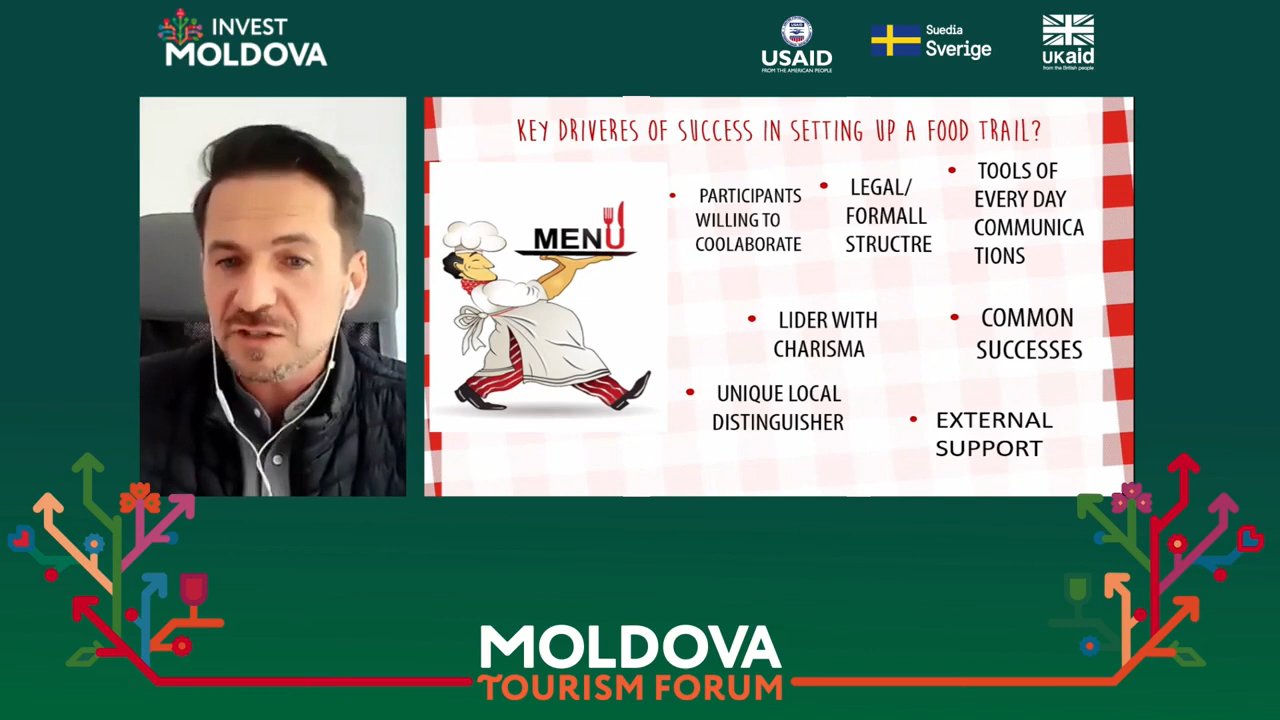 INVEST
MOLDOVA
USAID
FROM THE AMERICAN PEOPLE
Suedia
Sverige
UKaid
from the British people
KEY DRIVERES OF SUCCESS IN SETTING UP A FOOD TRAIL?
MENU
• PARTICIPANTS
WILLING TO
COOLABORATE
• LEGAL/
FORMALL
STRUCTRE
• TOOLS OF
EVERY DAY
COMMUNICA
TIONS
• LIDER WITH
CHARISMA
• COMMON
SUCCESSES
• UNIQUE LOCAL
DISTINGUISHER
• EXTERNAL
SUPPORT
MOLDOVA
TOURISM FORUM